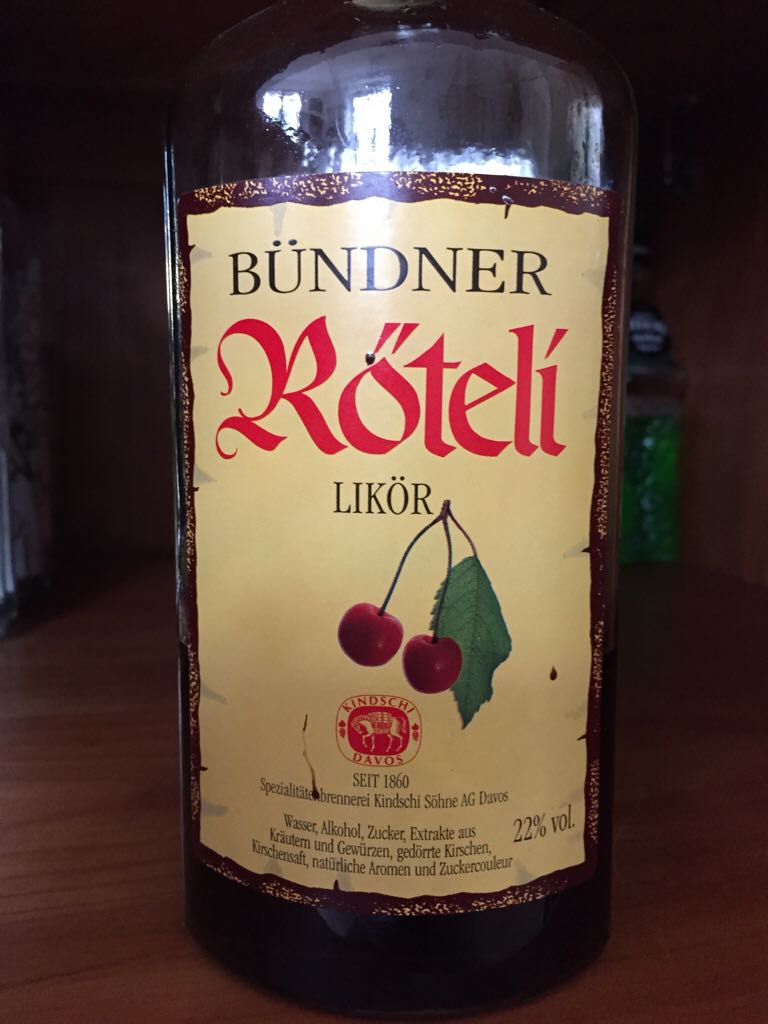 BÜNDNER
Röteli
LIKÖR
KINDSCHI
DAVOS
SEIT 1860
Spezialitätenbrennerei Kindschi Söhne AG Davos
Wasser, Alkohol, Zucker, Extrakte aus
Kräutern und Gewürzen, gedörrte Kirschen,
Kirschensaft, natürliche Aromen und Zuckercouleur
22% vol.